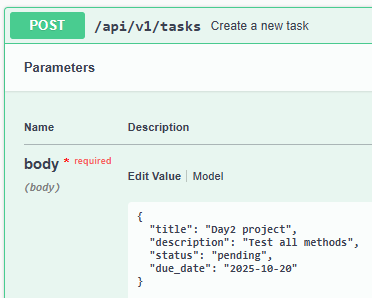 POST /api/v1/tasks Create a new task
Parameters
Name Description
body * required
(body)
Edit Value | Model
{
  "title": "Day2 project",
  "description": "Test all methods",
  "status": "pending",
  "due_date": "2025-10-20"
}